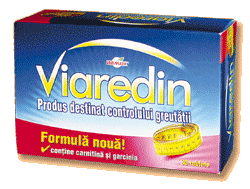 Viaredin
Produs destinat controlului greutății
Formulă nouă!
✓ conține carnitină și garcinia